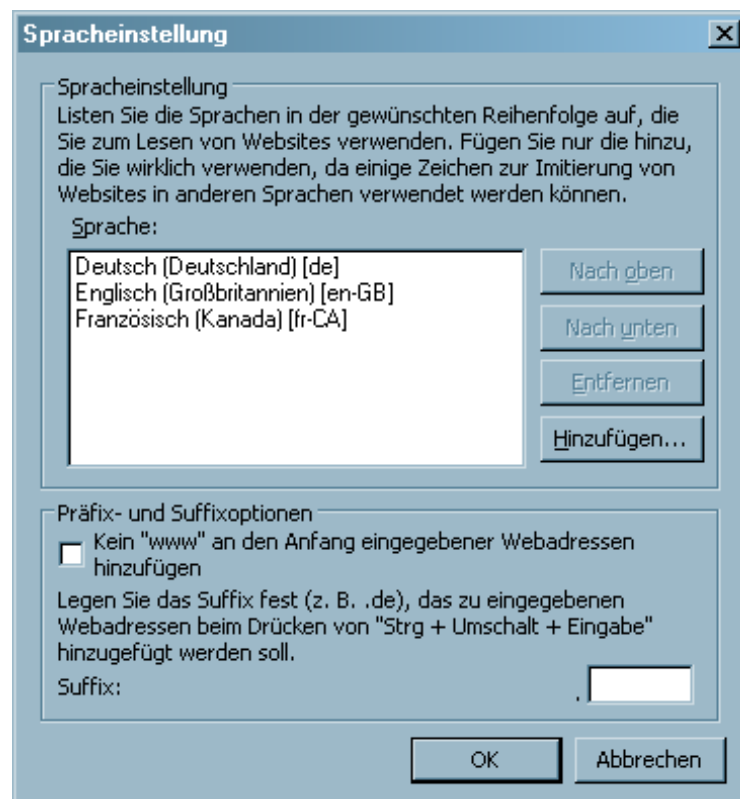 Spracheinstellung
Spracheinstellung
Listen Sie die Sprachen in der gewünschten Reihenfolge auf, die
Sie zum Lesen von Websites verwenden. Fügen Sie nur die hinzu,
die Sie wirklich verwenden, da einige Zeichen zur Imitierung von
Websites in anderen Sprachen verwendet werden können.
Sprache:
Deutsch (Deutschland) [de]
Englisch (Großbritannien) [en-GB]
Französisch (Kanada) [fr-CA]
Nach oben
Nach unten
Entfernen
Hinzufügen...
Präfix- und Suffixoptionen
Kein "www" an den Anfang eingegebener Webadressen
hinzufügen
Legen Sie das Suffix fest (z. B. .de), das zu eingegebenen
Webadressen beim Drücken von "Strg + Umschalt + Eingabe"
hinzugefügt werden soll.
Suffix: .
OK Abbrechen